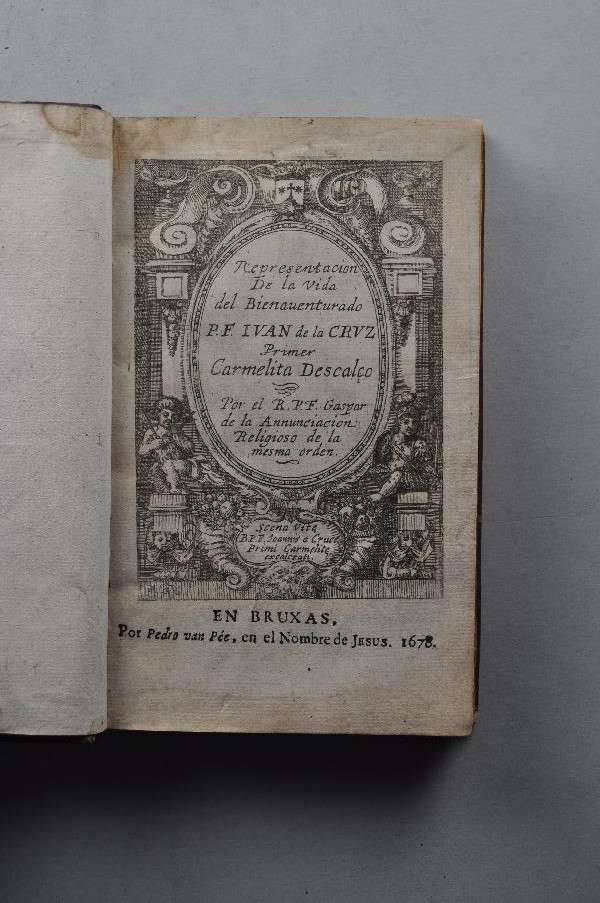 Representacion
De la Vida
del Bienauenturado
P.F. IVAN de la CRVZ
Primer
Carmelita Descalço
Por el R.P.F. Gaspar
de la Annunciacion
Religioso de la
mesma orden.
Scena Vitæ
B.P.F. Joannis a Cruce
Primi Carmelitæ
excalceati.
EN BRUXAS,
Por Pedro van Pée, en el Nombre de JESUS. 1678.